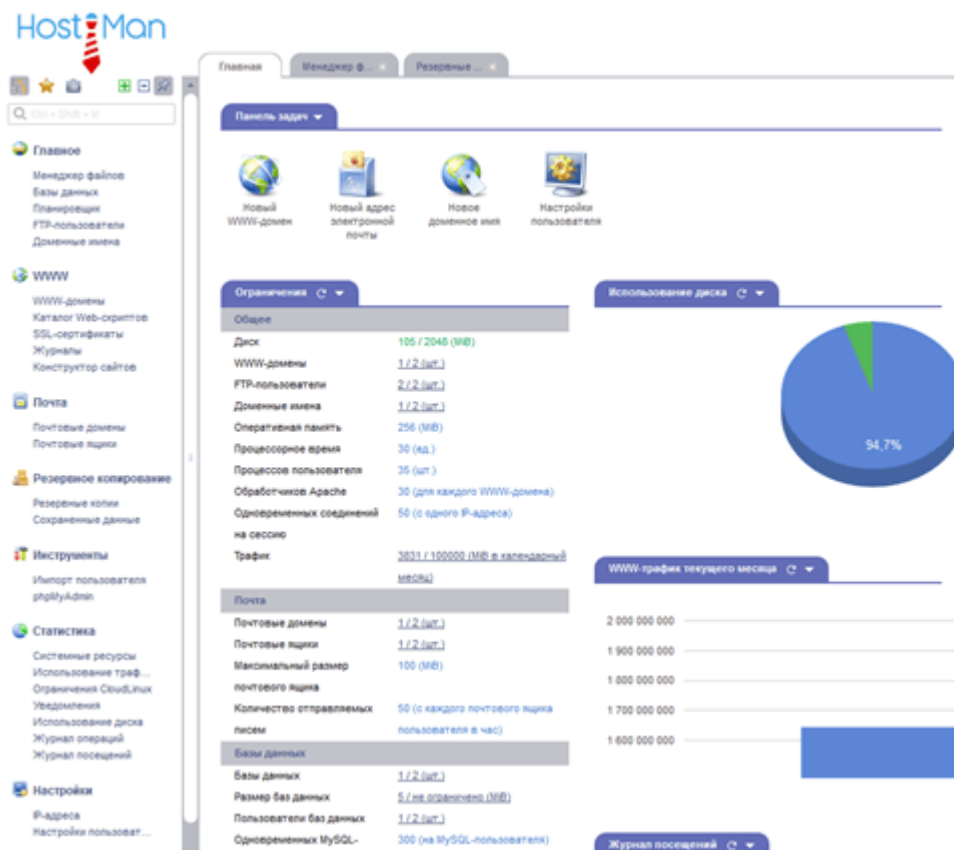 Host Man
Главная
Менеджер ф...
Резервные ...
Ctrl + Shift + M
Главное
Менеджер файлов
Базы данных
Планировщик
FTP-пользователи
Доменные имена
WWW
WWW-домены
Каталог Web-скриптов
SSL-сертификаты
Журналы
Конструктор сайтов
Почта
Почтовые домены
Почтовые ящики
Резервное копирование
Резервные копии
Сохраненные данные
Инструменты
Импорт пользователя
phpMyAdmin
Статистика
Системные ресурсы
Использование траф...
Ограничения CloudLinux
Уведомления
Использование диска
Журнал операций
Журнал посещений
Настройки
IP-адреса
Настройки пользоват...
Панель задач
Новый
WWW-домен
Новый адрес
электронной
почты
Новое
доменное имя
Настройки
пользователя
Ограничения
Общее
Диск 105 / 2048 (MiB)
WWW-домены 1 / 2 (шт.)
FTP-пользователи 2 / 2 (шт.)
Доменные имена 1 / 2 (шт.)
Оперативная память 256 (MiB)
Процессорное время 30 (ед.)
Процессов пользователя 35 (шт.)
Обработчиков Apache 30 (для каждого WWW-домена)
Одновременных соединений 50 (с одного IP-адреса)
на сессию
Трафик 3831 / 100000 (MiB в календарный
месяц)
Почта
Почтовые домены 1 / 2 (шт.)
Почтовые ящики 1 / 2 (шт.)
Максимальный размер 100 (MiB)
почтового ящика
Количество отправляемых 50 (с каждого почтового ящика
писем пользователя в час)
Базы данных
Базы данных 1 / 2 (шт.)
Размер баз данных 5 / не ограничено (MiB)
Пользователи баз данных 1 / 2 (шт.)
Одновременных MySQL- 300 (на MySQL-пользователя)
Использование диска
94,7%
WWW-трафик текущего месяца
2 000 000 000
1 900 000 000
1 800 000 000
1 700 000 000
1 600 000 000
Журнал посещений